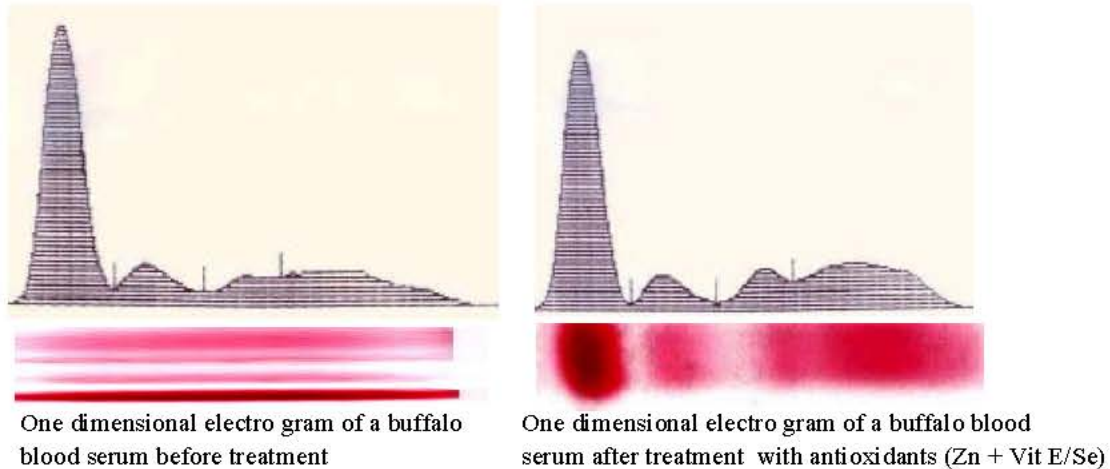 One dimensional electro gram of a buffalo
blood serum before treatment
One dimensional electro gram of a buffalo blood
serum after treatment with antioxidants (Zn + Vit E/Se)